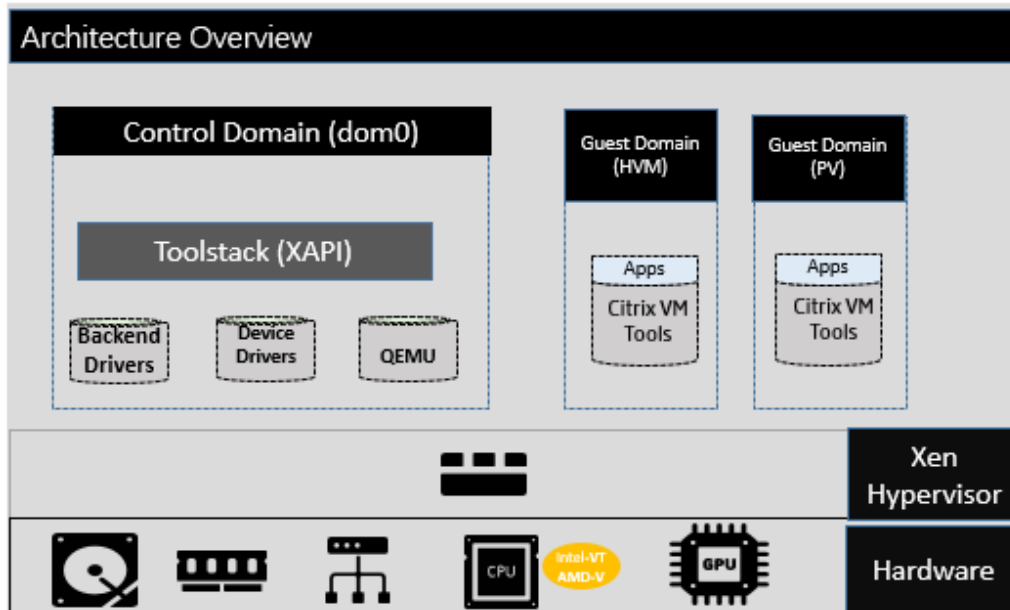 Architecture Overview
Control Domain (dom0)
Toolstack (XAPI)
Backend
Drivers
Device
Drivers
QEMU
Guest Domain
(HVM)
Apps
Citrix VM
Tools
Guest Domain
(PV)
Apps
Citrix VM
Tools
Xen
Hypervisor
CPU
Intel-VT
AMD-V
GPU
Hardware